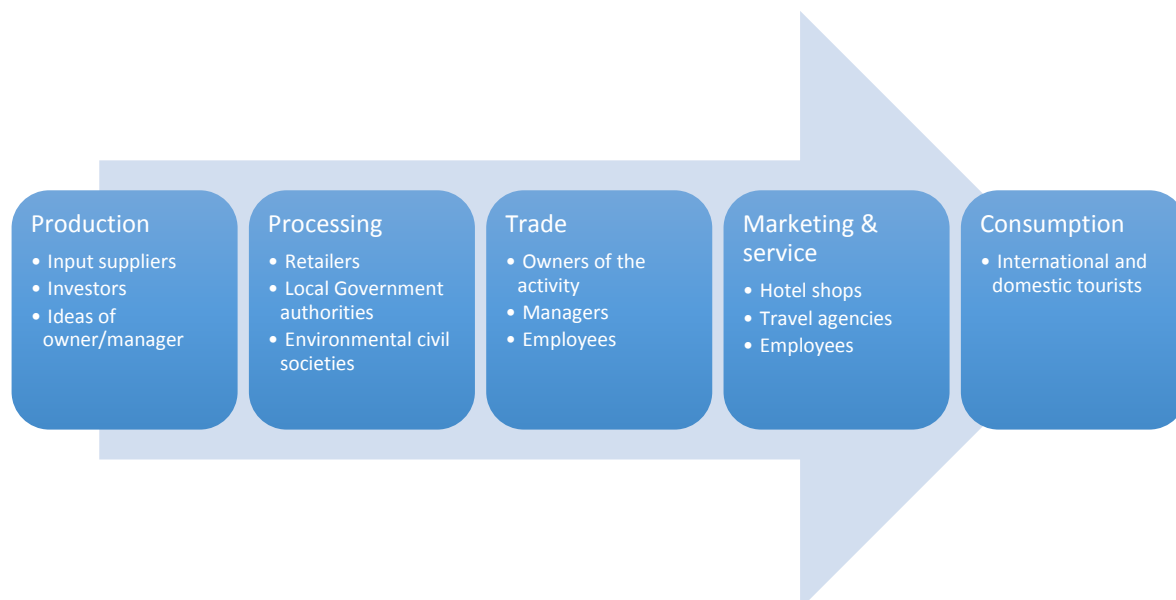 Production
• Input suppliers
• Investors
• Ideas of
owner/manager
Processing
• Retailers
• Local Government
authorities
• Environmental civil
societies
Trade
• Owners of the
activity
• Managers
• Employees
Marketing &
service
• Hotel shops
• Travel agencies
• Employees
Consumption
• International and
domestic tourists